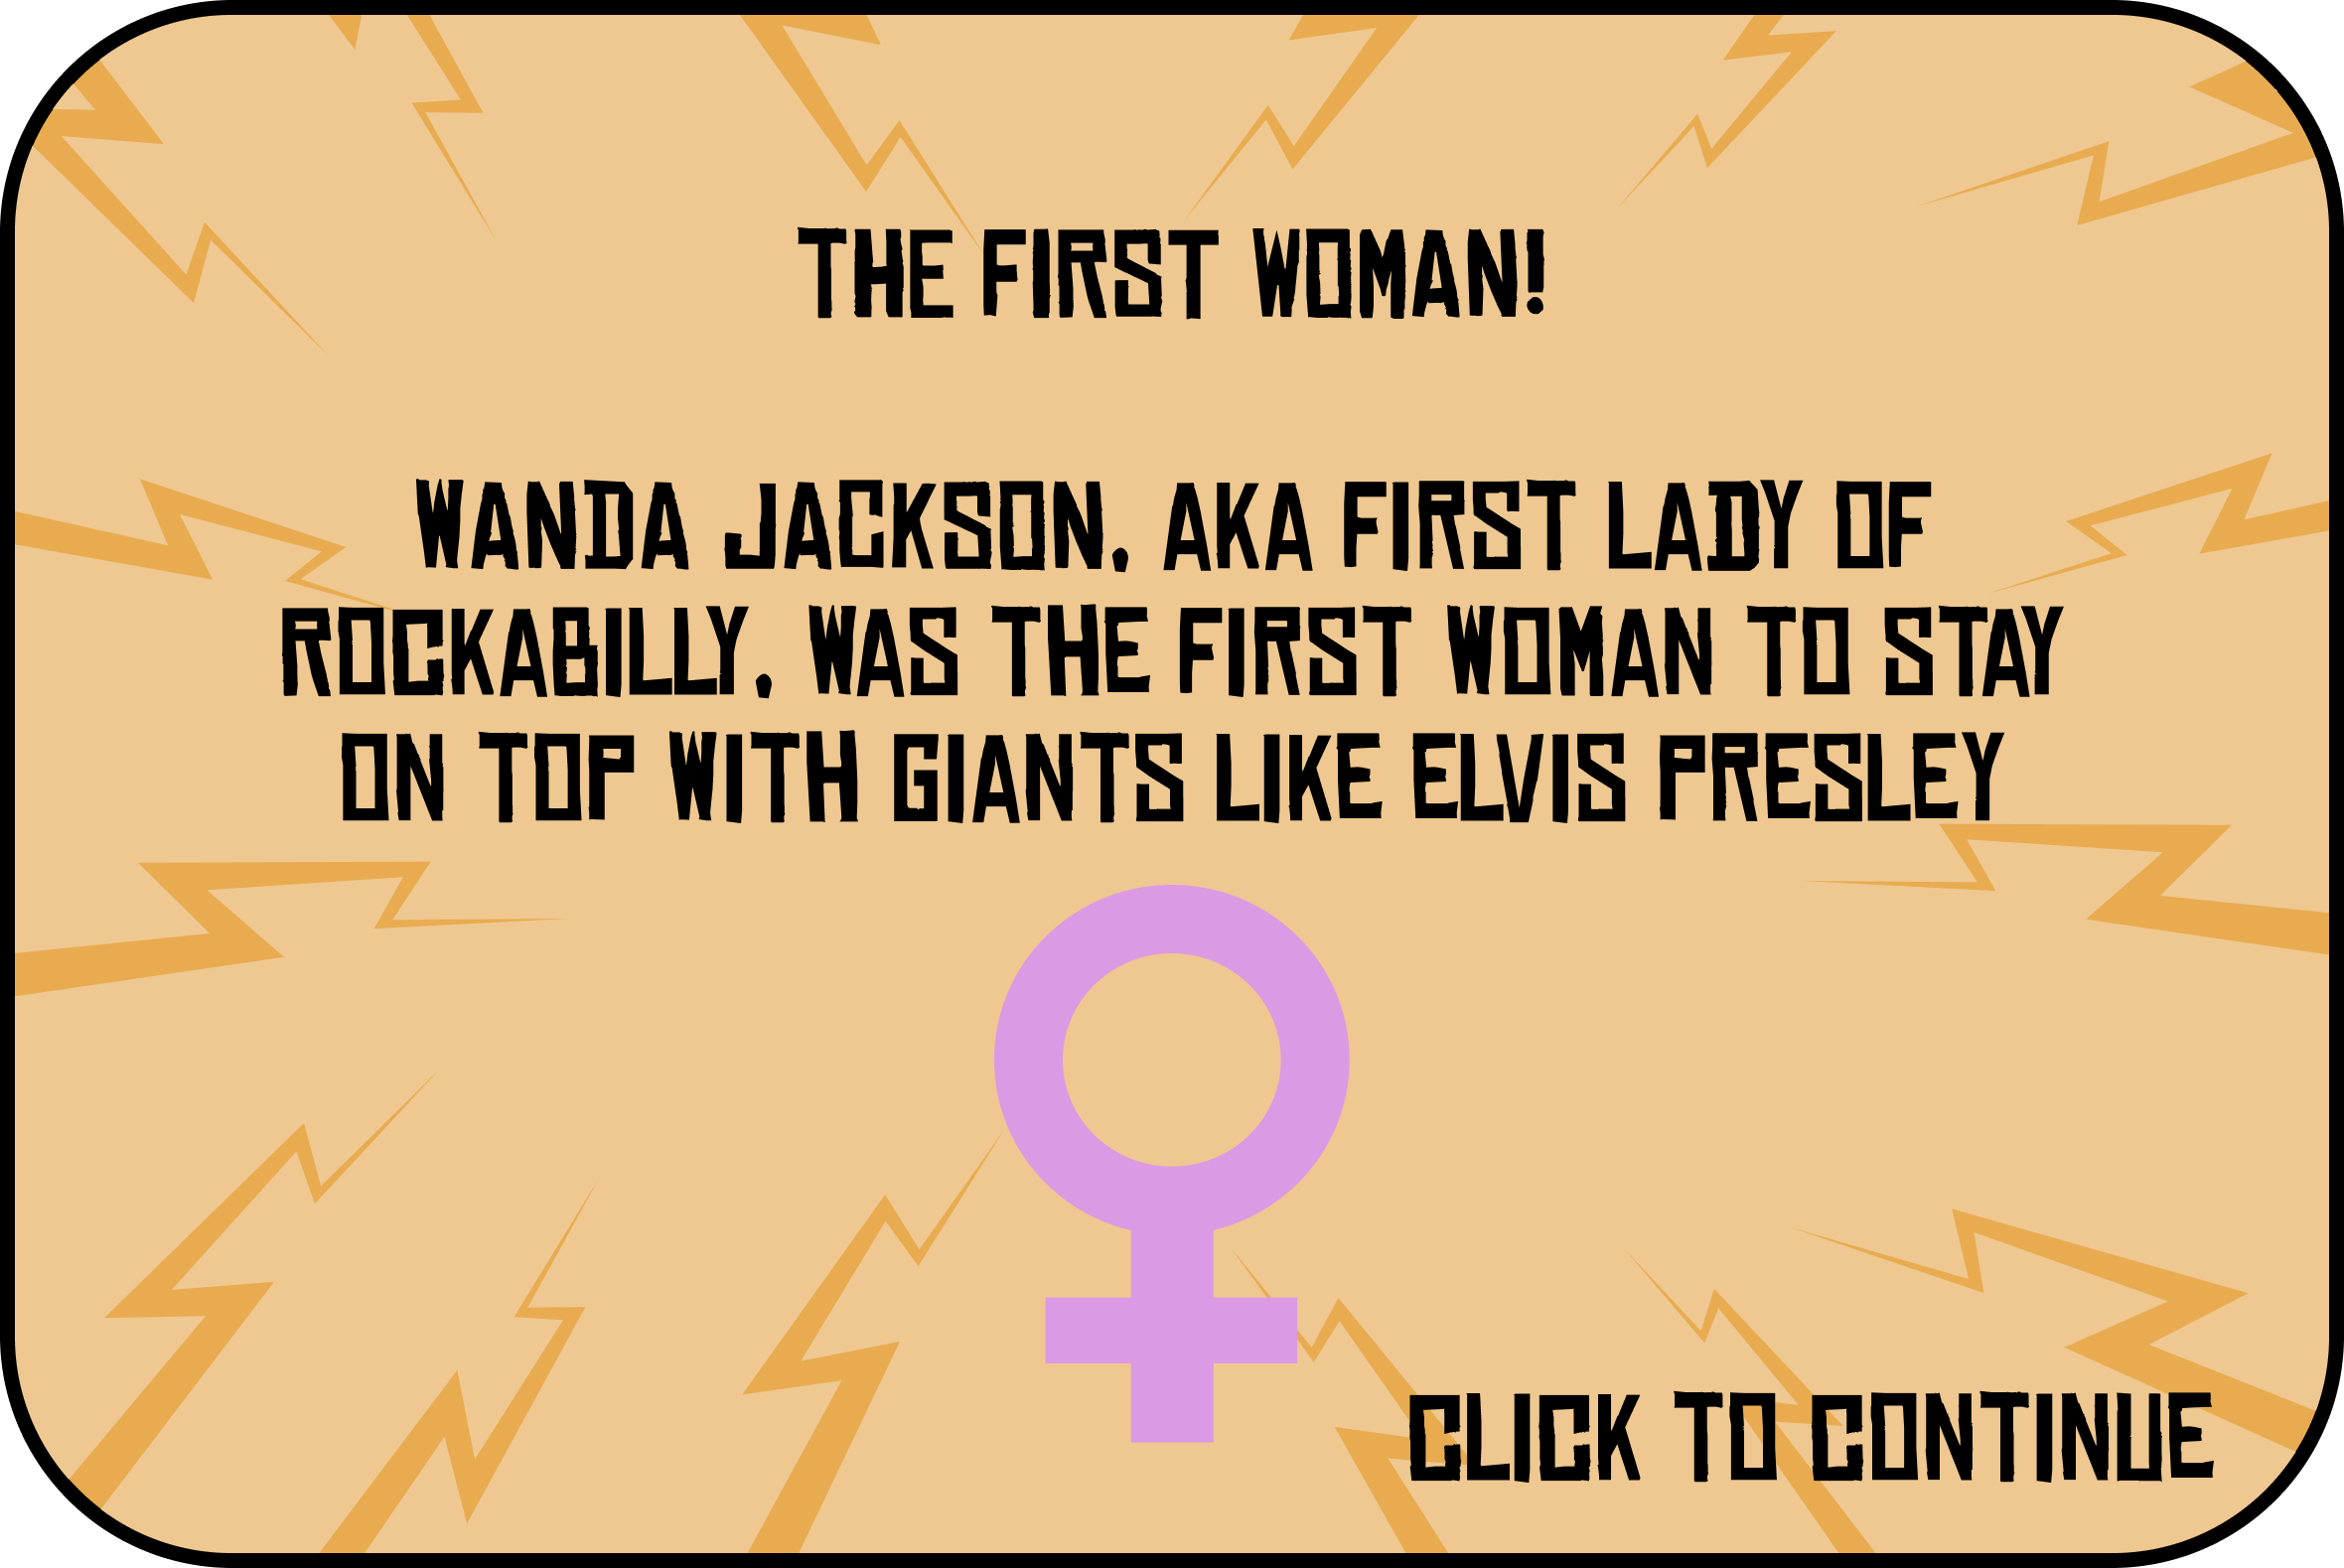 THE FIRST WOMAN!
WANDA JACKSON, AKA FIRST LADY OF
ROCKABILLY, WAS THE FIRST WOMAN TO STAY
ON TOP WITH GIANTS LIKE ELVIS PRESLEY
CLICK TO CONTINUE